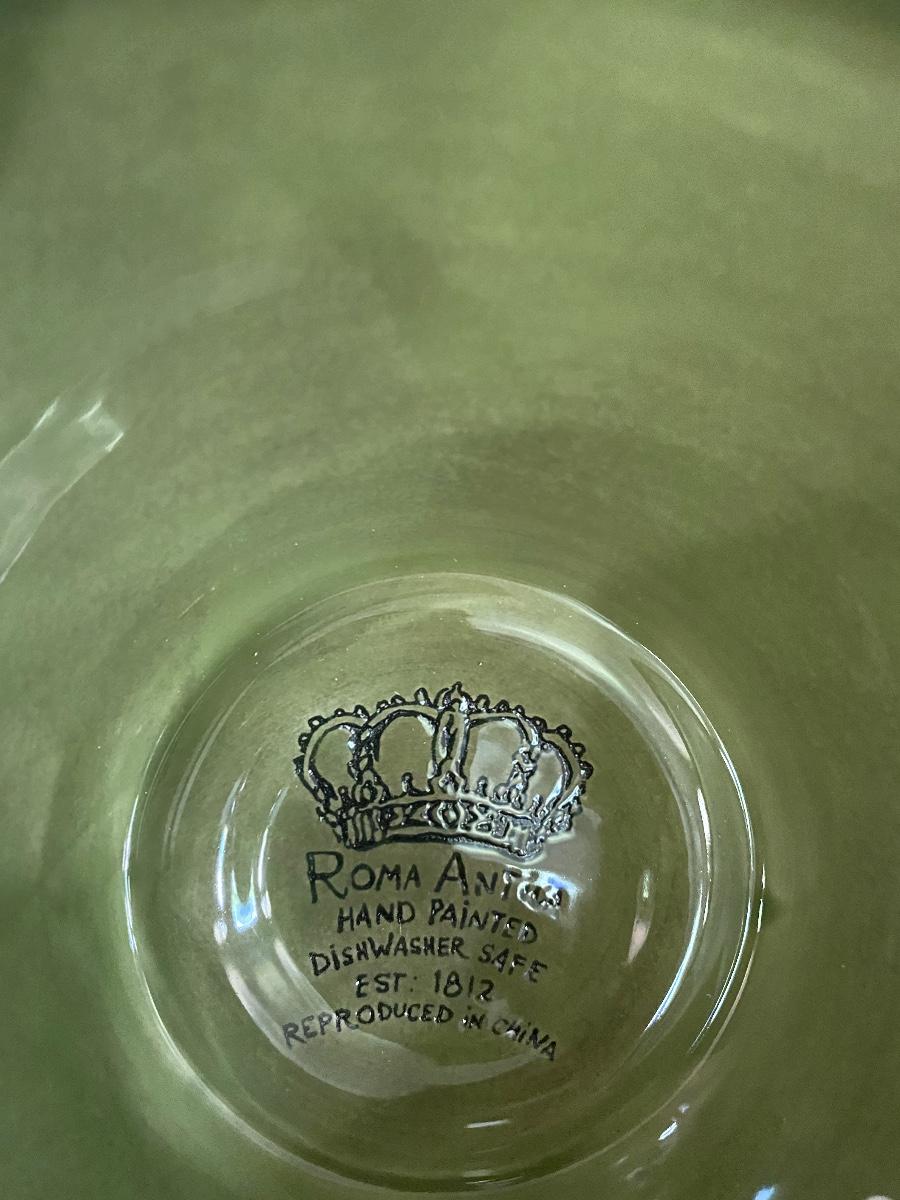 ROMA
HAND PAINTED
DISHWASHER SAFE
EST: 1812
REPRODUCED IN CHINA